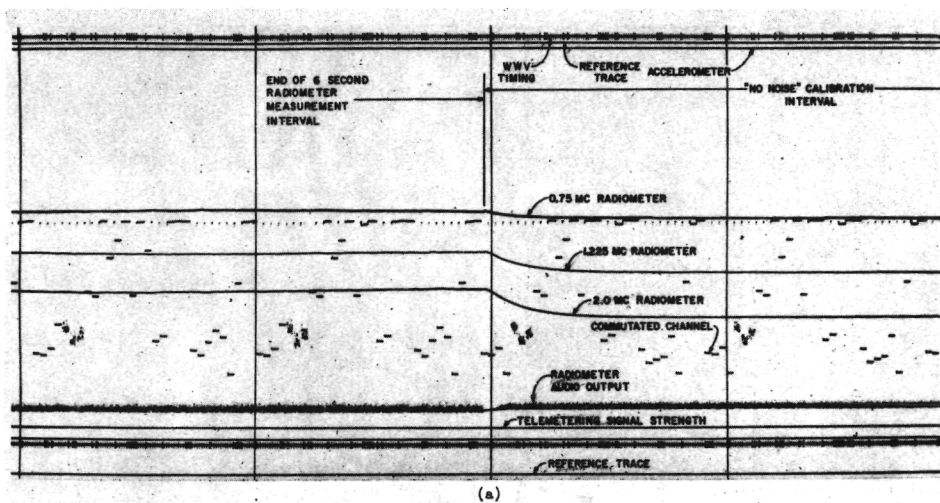 WWV
TIMING
REFERENCE
TRACE
ACCELEROMETER
END OF 6 SECOND
RADIOMETER
MEASUREMENT
INTERVAL
"NO NOISE" CALIBRATION
INTERVAL
0.75 MC RADIOMETER
1.225 MC RADIOMETER
2.0 MC RADIOMETER
COMMUTATED CHANNEL
RADIOMETER
AUDIO OUTPUT
TELEMETERING SIGNAL STRENGTH
REFERENCE TRACE
(a)